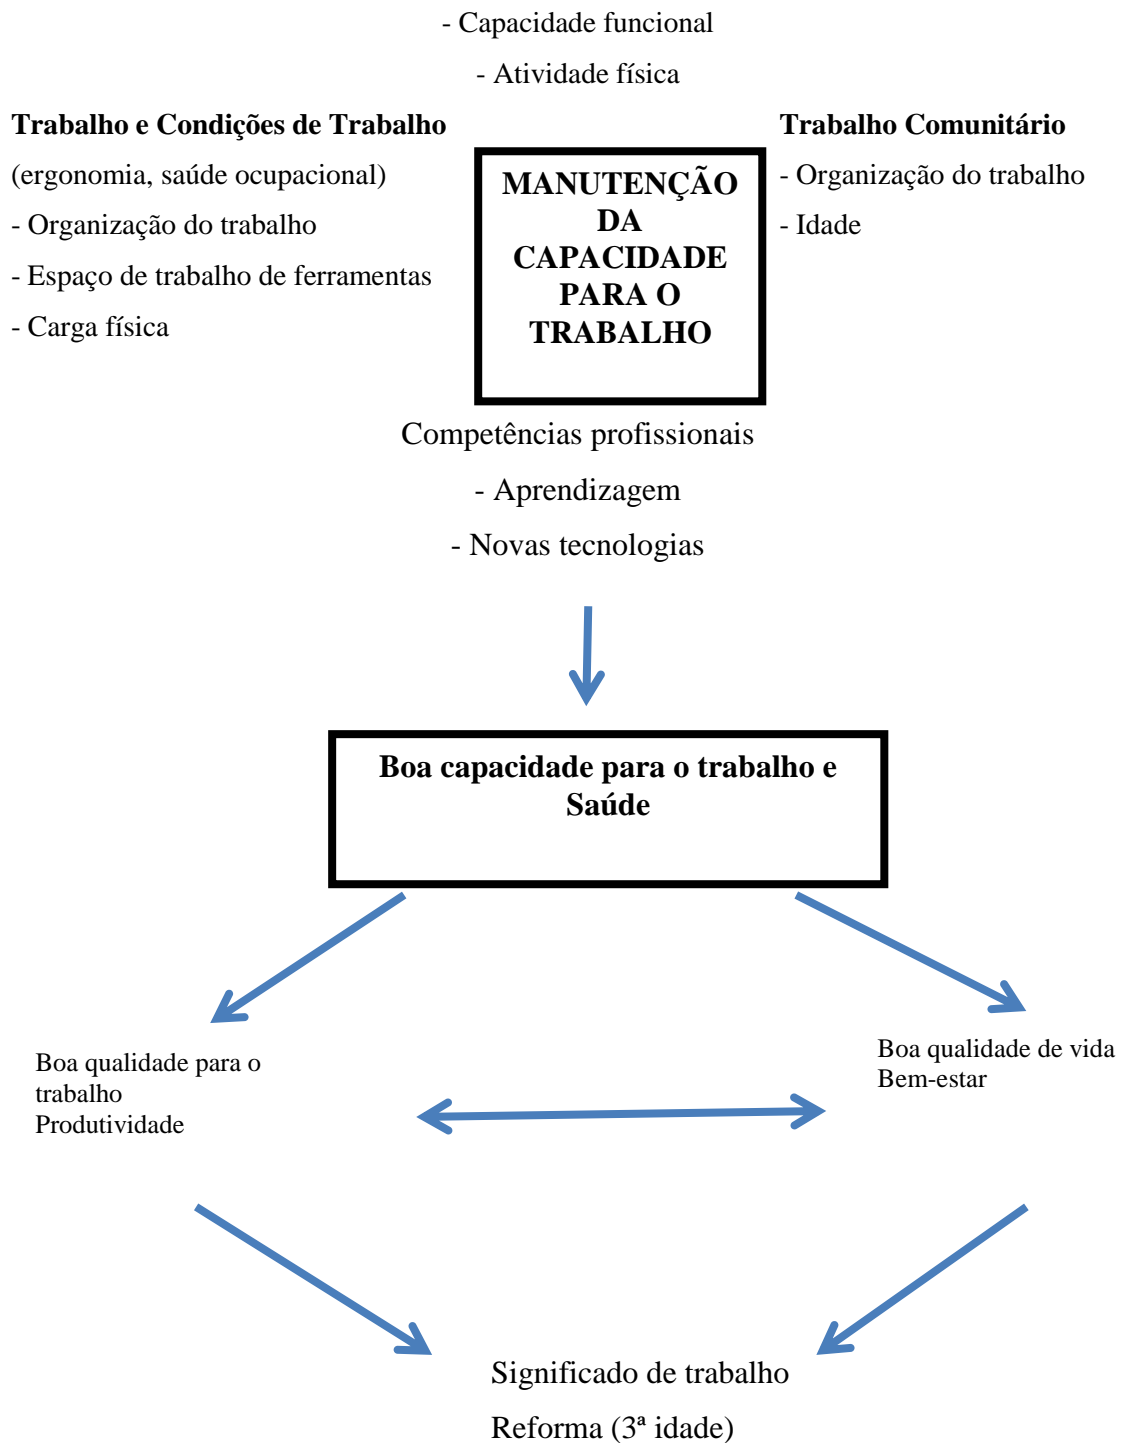 - Capacidade funcional
- Atividade física
Trabalho e Condições de Trabalho
(ergonomia, saúde ocupacional)
- Organização do trabalho
- Espaço de trabalho de ferramentas
- Carga física
MANUTENÇÃO
DA
CAPACIDADE
PARA O
TRABALHO
Trabalho Comunitário
- Organização do trabalho
- Idade
Competências profissionais
- Aprendizagem
- Novas tecnologias
Boa capacidade para o trabalho e
Saúde
Boa qualidade para o
trabalho
Produtividade
Boa qualidade de vida
Bem-estar
Significado de trabalho
Reforma (3ª idade)